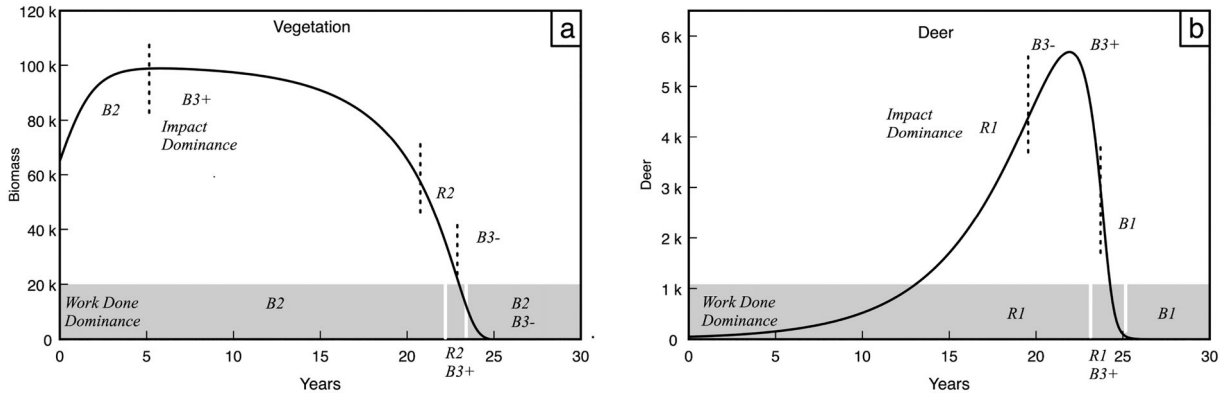 Vegetation
a
120 k
100 k
80 k
60 k
40 k
20 k
0
Biomass
B2
B3+
Impact
Dominance
R2
B3-
Work Done
Dominance
B2
B2
B3-
R2
B3+
0 5 10 15 20 25 30
Years
Deer
b
6 k
5 k
4 k
3 k
2 k
1 k
0
Deer
B3-
B3+
Impact
Dominance
R1
B1
Work Done
Dominance
R1
B1
R1
B3+
0 5 10 15 20 25 30
Years